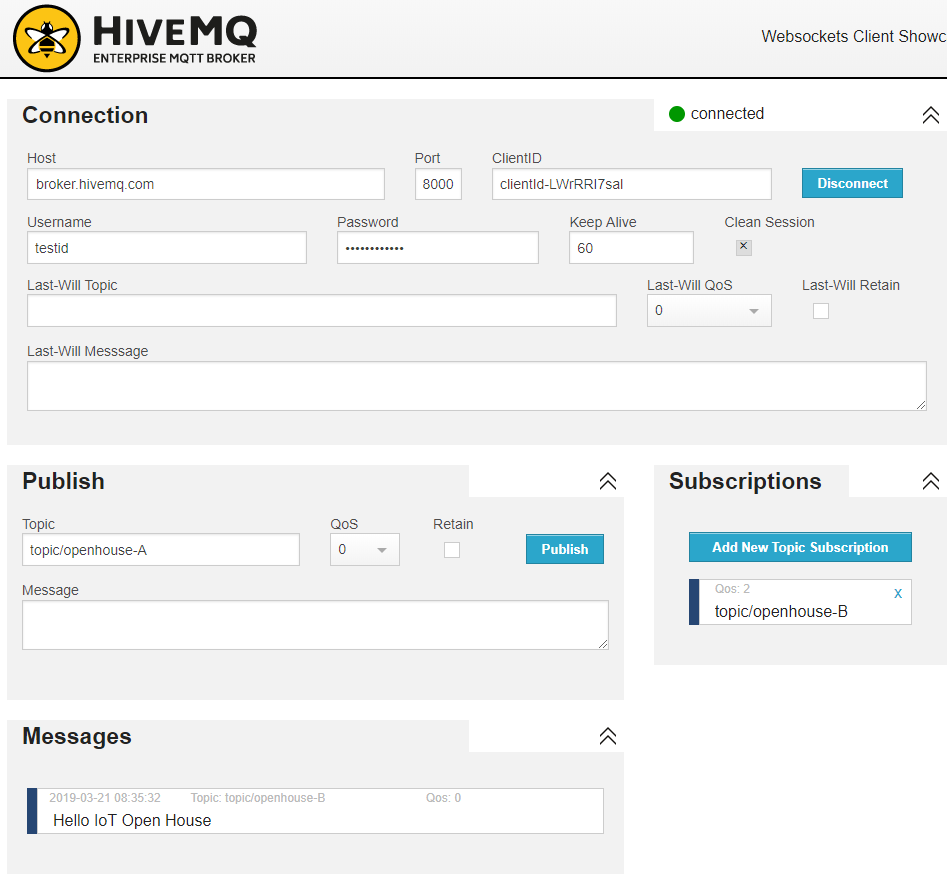 HIVEMQ
ENTERPRISE MQTT BROKER
Websockets Client Showc
Connection
connected
Host
Port
ClientID
broker.hivemq.com
8000
clientId-LWrRRI7sal
Disconnect
Username
Password
Keep Alive
Clean Session
testid
••••••••••••
60
x
Last-Will Topic
Last-Will QoS
Last-Will Retain
0
Last-Will Messsage
Publish
Topic
QoS
Retain
topic/openhouse-A
0
Publish
Message
Subscriptions
Add New Topic Subscription
Qos: 2
x
topic/openhouse-B
Messages
2019-03-21 08:35:32 Topic: topic/openhouse-B Qos: 0
Hello IoT Open House